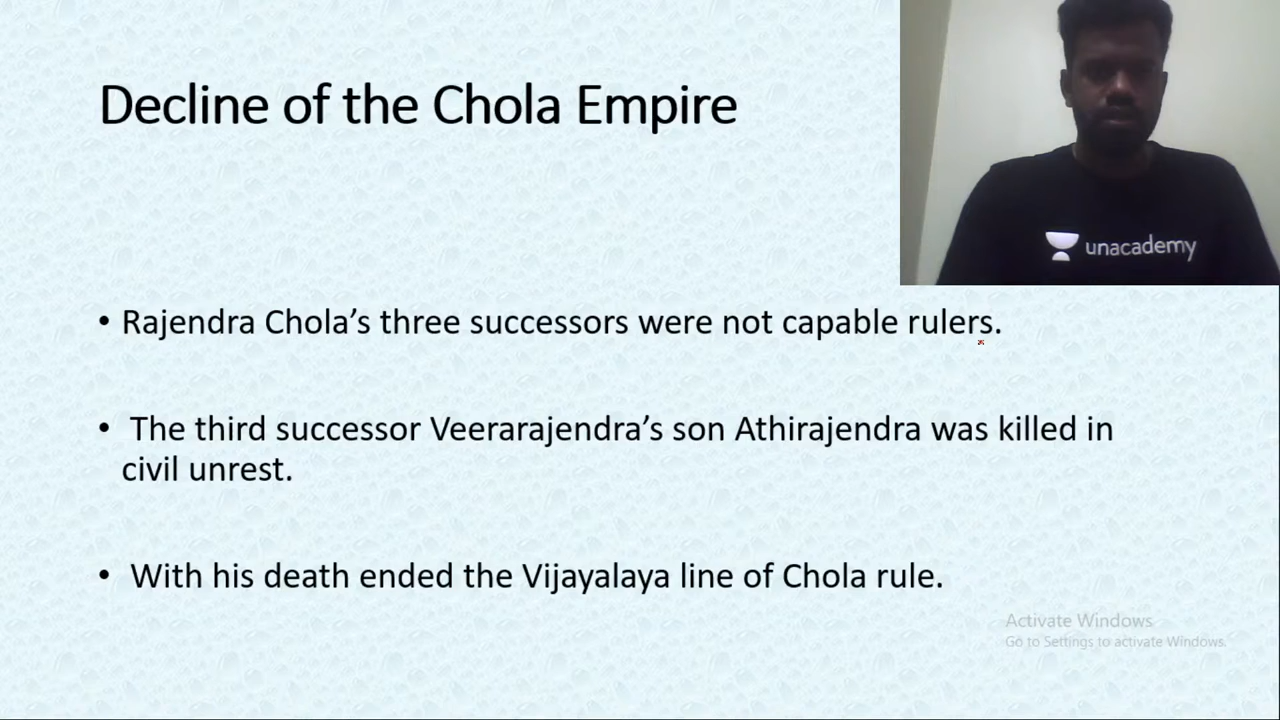 Decline of the Chola Empire
unacademy
• Rajendra Chola’s three successors were not capable rulers.
• The third successor Veerarajendra’s son Athirajendra was killed in
civil unrest.
• With his death ended the Vijayalaya line of Chola rule.
Activate Windows
Go to Settings to activate Windows.